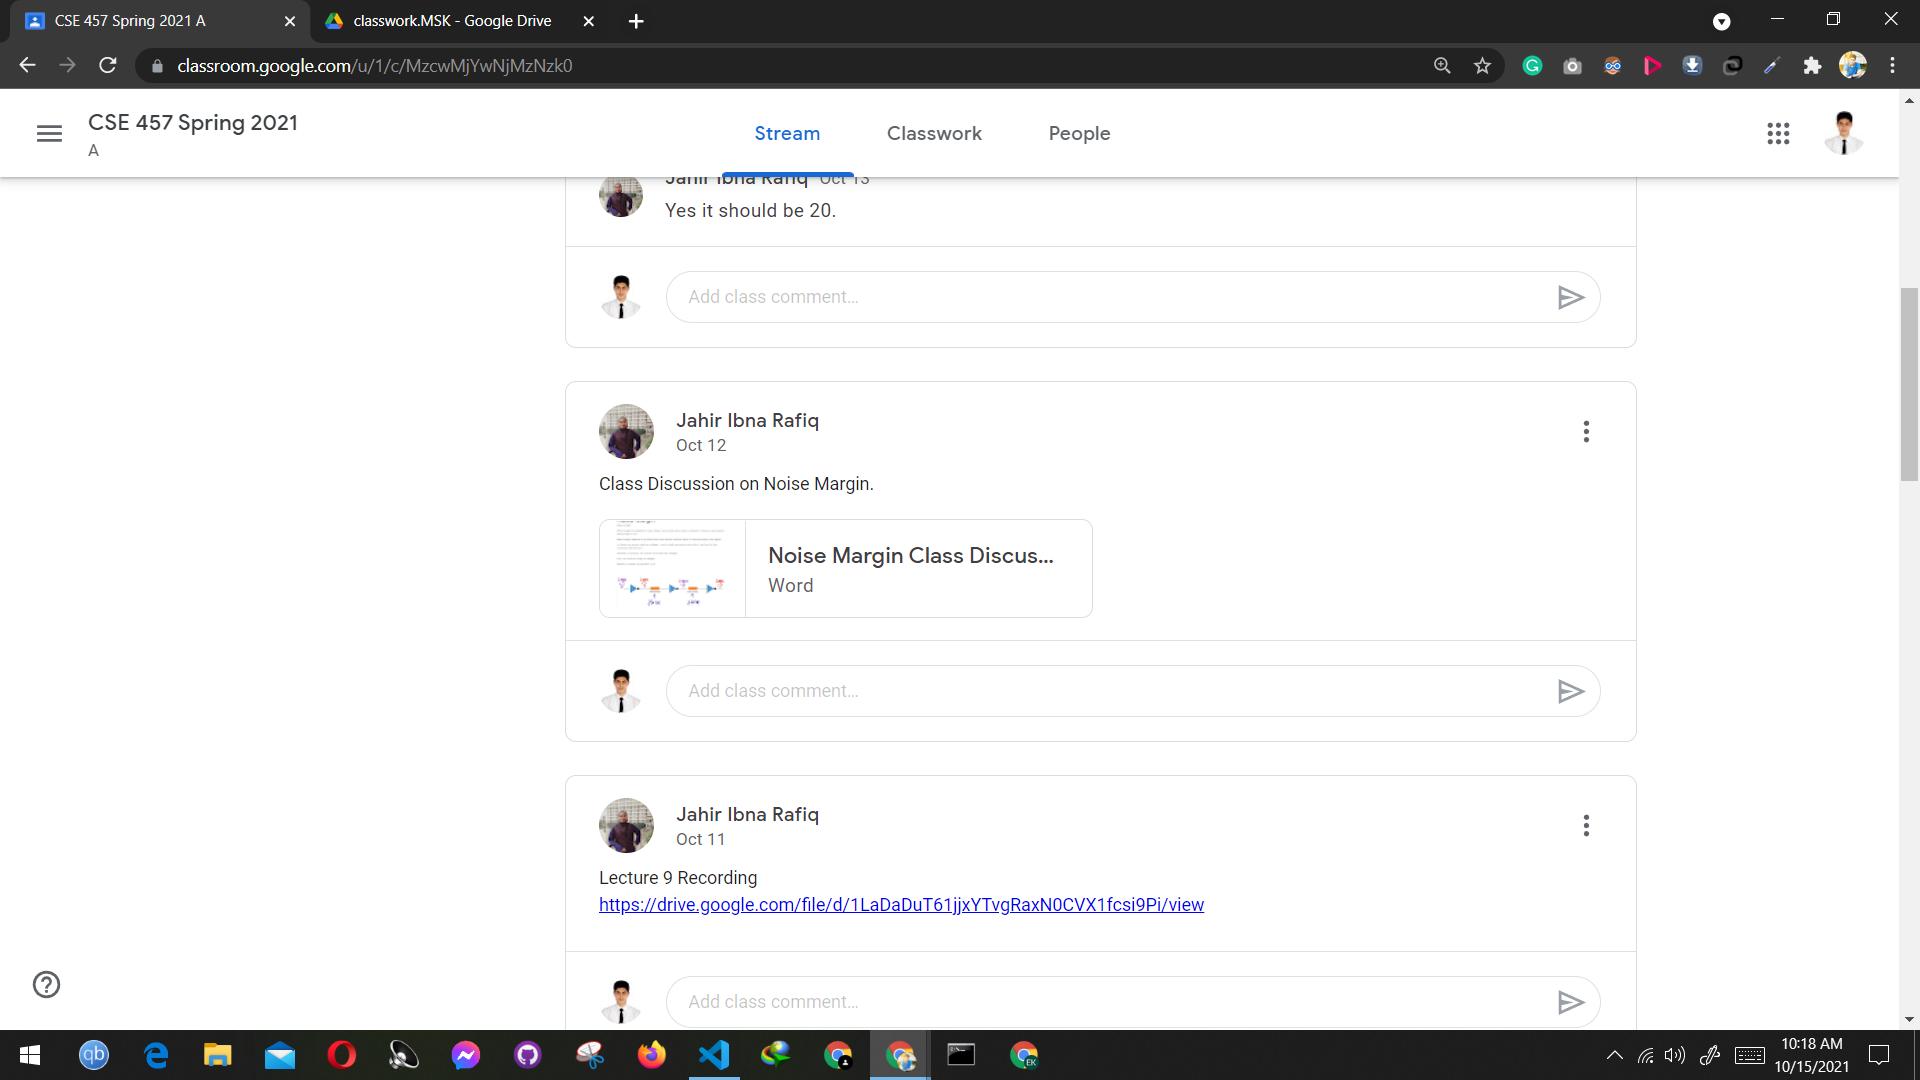 CSE 457 Spring 2021 A
classwork.MSK - Google Drive
classroom.google.com/u/1/c/MzcwMjYwNjMzNzk0
CSE 457 Spring 2021
A
Stream
Classwork
People
Jahir Ibna Rafiq Oct 13
Yes it should be 20.
Add class comment...
Jahir Ibna Rafiq
Oct 12
Class Discussion on Noise Margin.
Noise Margin Class Discus...
Word
Add class comment...
Jahir Ibna Rafiq
Oct 11
Lecture 9 Recording
https://drive.google.com/file/d/1LaDaDuT61jjxYTvgRaxN0CVX1fcsi9Pi/view
Add class comment...
qb
EK
10:18 AM
10/15/2021